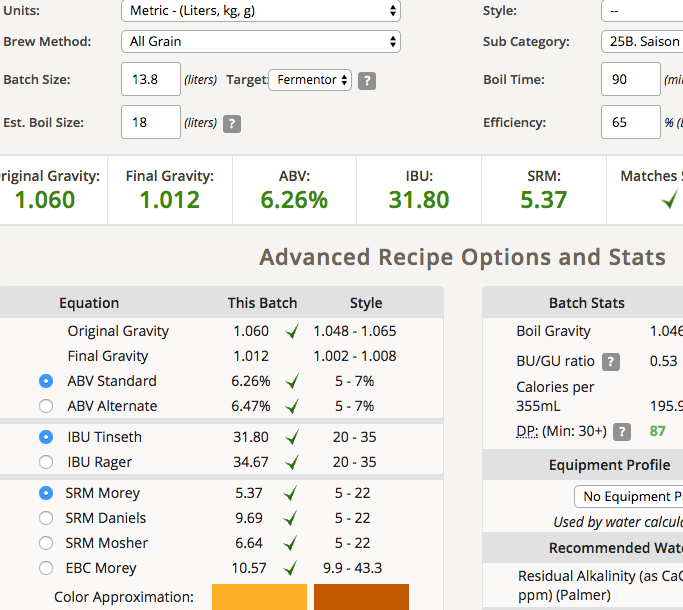 Units: Metric - (Liters, kg, g) Style: --
Brew Method: All Grain Sub Category: 25B. Saison
Batch Size: 13.8 (liters) Target: Fermentor ? Boil Time: 90
Est. Boil Size: 18 (liters) ? Efficiency: 65 %
riginal Gravity: Final Gravity: ABV: IBU: SRM: Matches
1.060 1.012 6.26% 31.80 5.37
Advanced Recipe Options and Stats
Equation This Batch Style
Original Gravity 1.060 1.048 - 1.065
Final Gravity 1.012 1.002 - 1.008
ABV Standard 6.26% 5 - 7%
ABV Alternate 6.47% 5 - 7%
IBU Tinseth 31.80 20 - 35
IBU Rager 34.67 20 - 35
SRM Morey 5.37 5 - 22
SRM Daniels 9.69 5 - 22
SRM Mosher 6.64 5 - 22
EBC Morey 10.57 9.9 - 43.3
Color Approximation:
Batch Stats
Boil Gravity 1.046
BU/GU ratio ? 0.53
Calories per
355mL 195.9
DP: (Min: 30+) ? 87
Equipment Profile
No Equipment P
Used by water calcula
Recommended Wat
Residual Alkalinity (as CaC
ppm) (Palmer)